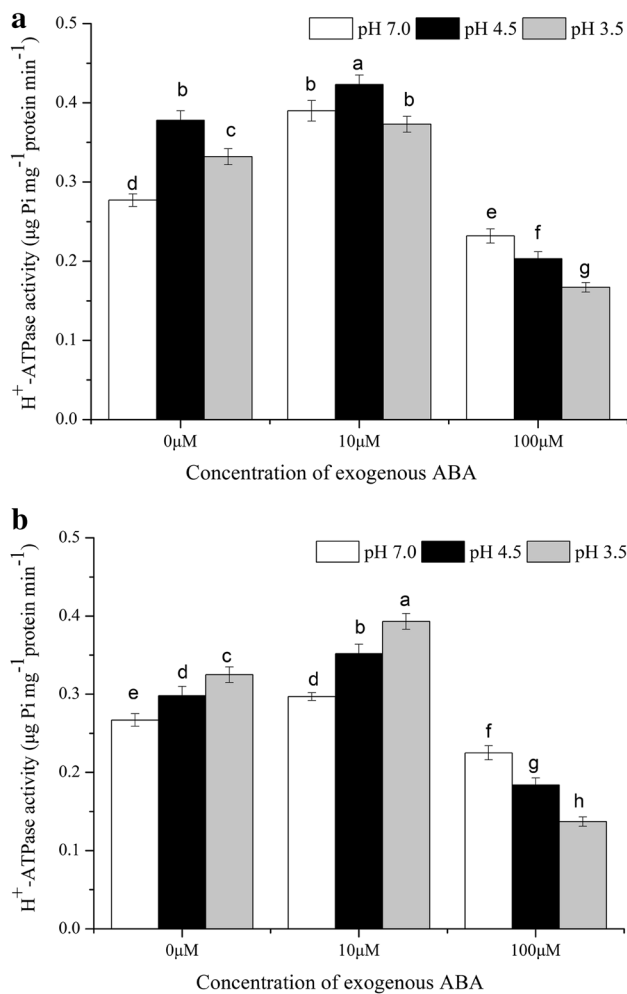 a
H⁺-ATPase activity (μg Pi mg⁻¹ protein min⁻¹)
0.5
0.4
0.3
0.2
0.1
0.0
pH 7.0 pH 4.5 pH 3.5
d b c b a b e f g
0μM 10μM 100μM
Concentration of exogenous ABA
b
H⁺-ATPase activity (μg Pi mg⁻¹ protein min⁻¹)
0.5
0.4
0.3
0.2
0.1
0.0
pH 7.0 pH 4.5 pH 3.5
e d c d b a f g h
0μM 10μM 100μM
Concentration of exogenous ABA